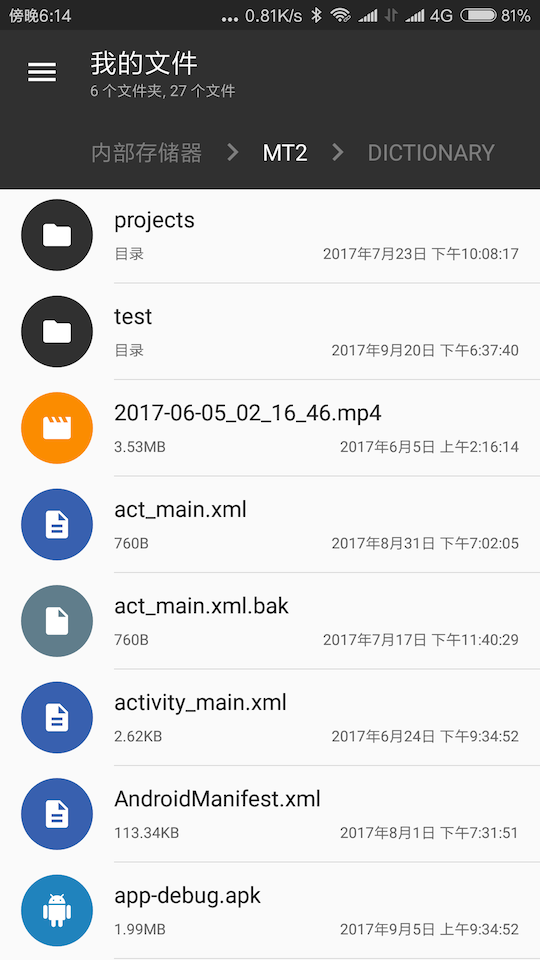 傍晚6:14 ... 0.81K/s 4G 81%
我的文件
6 个文件夹, 27 个文件
内部存储器 > MT2 > DICTIONARY
projects
目录 2017年7月23日 下午10:08:17
test
目录 2017年9月20日 下午6:37:40
2017-06-05_02_16_46.mp4
3.53MB 2017年6月5日 上午2:16:14
act_main.xml
760B 2017年8月31日 下午7:02:05
act_main.xml.bak
760B 2017年7月17日 下午11:40:29
activity_main.xml
2.62KB 2017年6月24日 下午9:34:52
AndroidManifest.xml
113.34KB 2017年8月1日 下午7:31:51
app-debug.apk
1.99MB 2017年9月5日 上午9:34:52